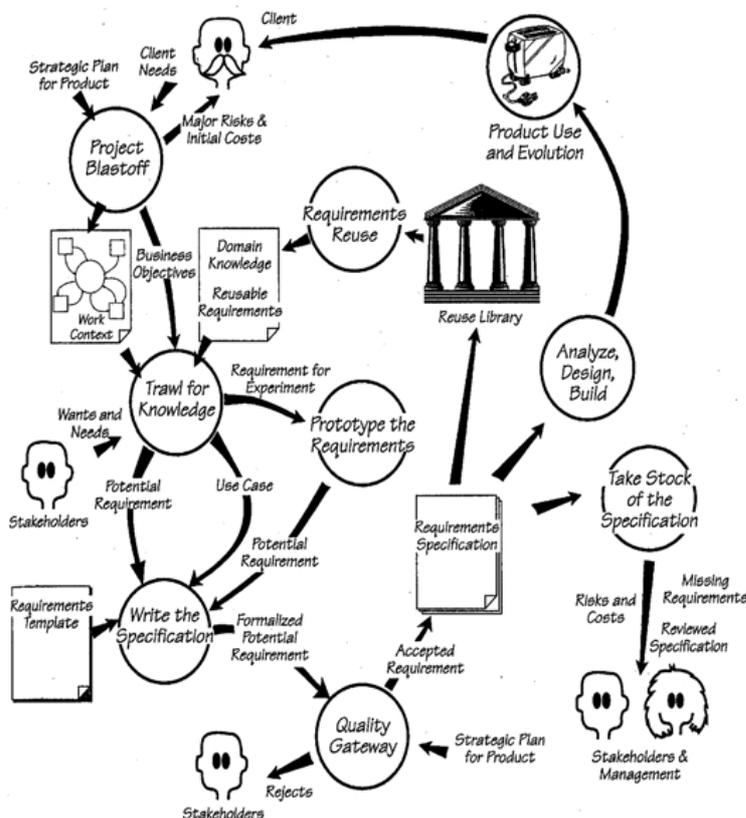 Client
Strategic Plan
for Product
Client
Needs
Major Risks &
Initial Costs
Project
Blastoff
Product Use
and Evolution
Requirements
Reuse
Business
Objectives
Domain
Knowledge
Reusable
Requirements
Work
Context
Reuse Library
Analyze,
Design,
Build
Trawl for
Knowledge
Requirement for
Experiment
Prototype the
Requirements
Wants and
Needs
Stakeholders
Potential
Requirement
Use Case
Potential
Requirement
Requirements
Specification
Take Stock
of the
Specification
Requirements
Template
Write the
Specification
Formalized
Potential
Requirement
Accepted
Requirement
Risks and
Costs
Missing
Requirements
Reviewed
Specification
Quality
Gateway
Strategic Plan
for Product
Stakeholders &
Management
Rejects
Stakeholders